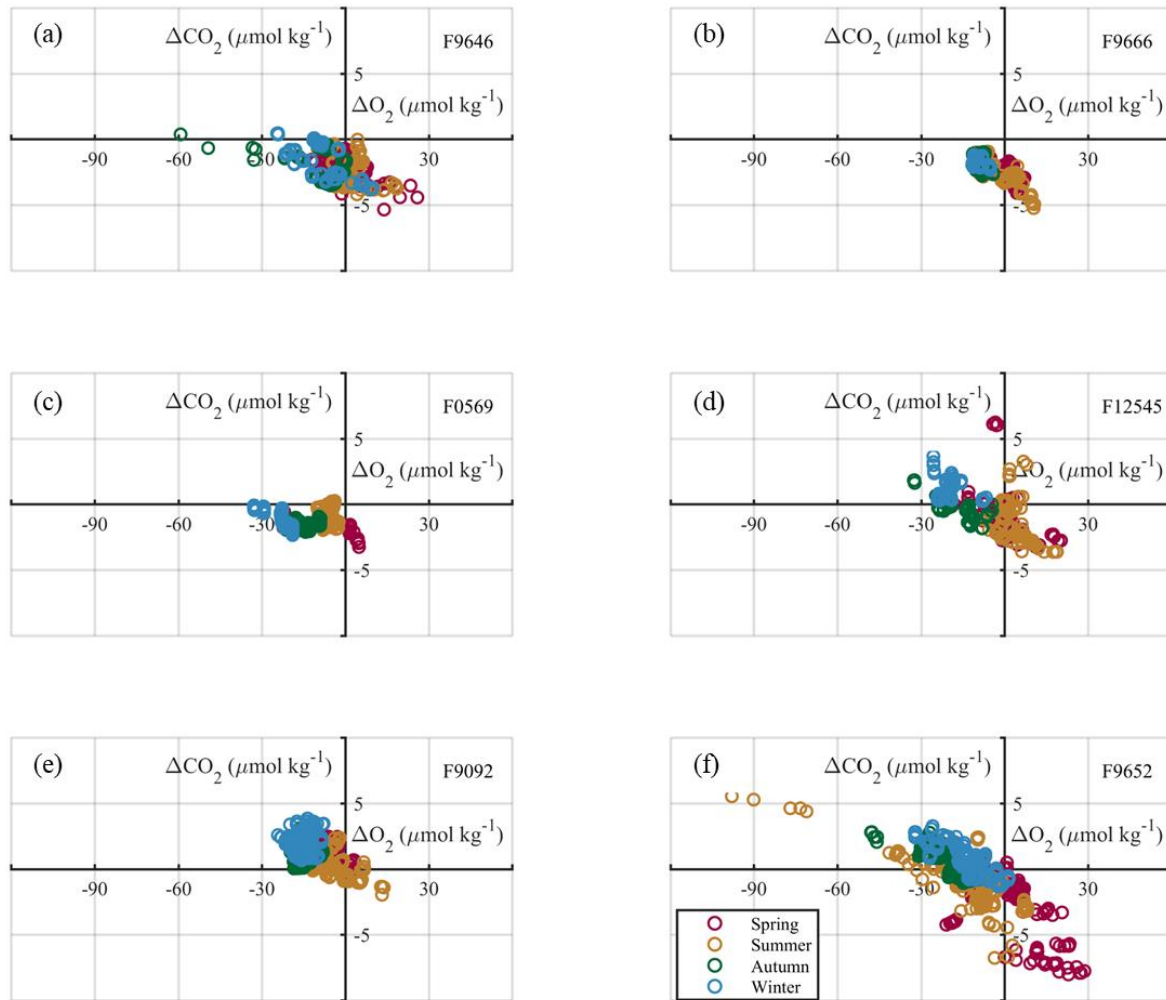 (a) ΔCO₂ (μmol kg⁻¹) F9646
5
ΔO₂ (μmol kg⁻¹)
-90 -60 -30 30
-5
(b) ΔCO₂ (μmol kg⁻¹) F9666
5
ΔO₂ (μmol kg⁻¹)
-90 -60 -30 30
-5
(c) ΔCO₂ (μmol kg⁻¹) F0569
5
ΔO₂ (μmol kg⁻¹)
-90 -60 -30 30
-5
(d) ΔCO₂ (μmol kg⁻¹) F12545
5
ΔO₂ (μmol kg⁻¹)
-90 -60 -30 30
-5
(e) ΔCO₂ (μmol kg⁻¹) F9092
5
ΔO₂ (μmol kg⁻¹)
-90 -60 -30 30
-5
(f) ΔCO₂ (μmol kg⁻¹) F9652
5
ΔO₂ (μmol kg⁻¹)
-90 -60 -30 30
-5
Spring
Summer
Autumn
Winter